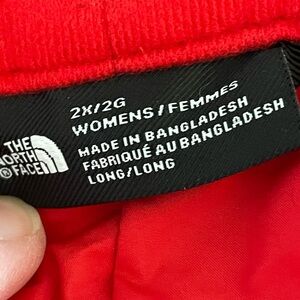 2X/2G
WOMENS/FEMMES
MADE IN BANGLADESH
FABRIQUÉ AU BANGLADESH
LONG/LONG
THE
NORTH
FACE
®